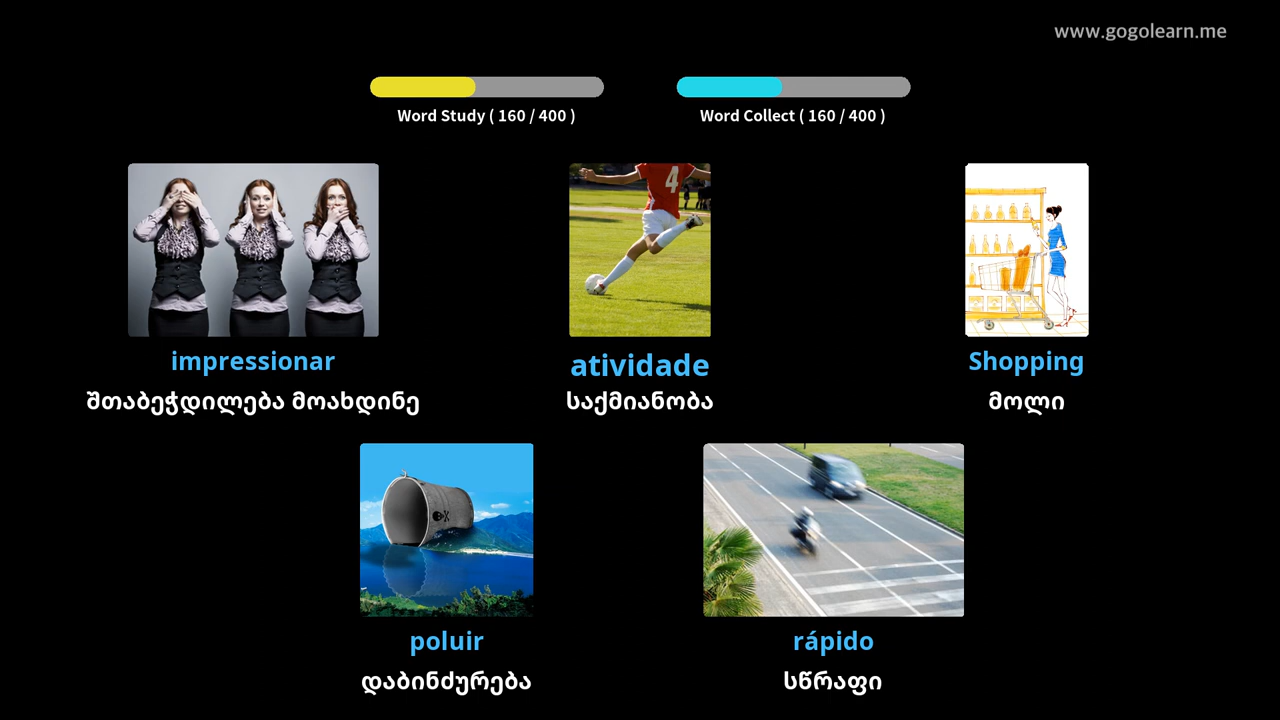 www.gogolearn.me
Word Study ( 160 / 400 )
Word Collect ( 160 / 400 )
4
impressionar
atividade
Shopping
შთაბეჭდილება მოახდინე
საქმიანობა
მოლი
poluir
rápido
დაბინძურება
სწრაფი